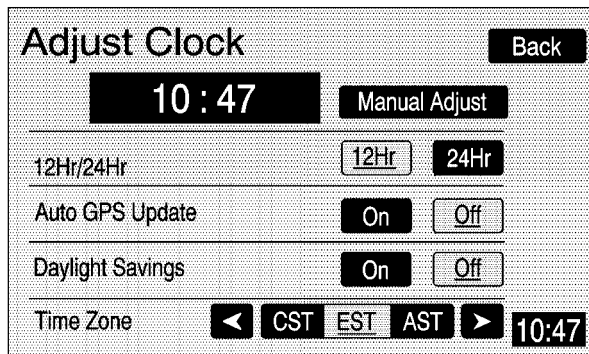 Adjust Clock Back
10 : 47 Manual Adjust
12Hr/24Hr 12Hr 24Hr
Auto GPS Update On Off
Daylight Savings On Off
Time Zone < CST EST AST > 10:47